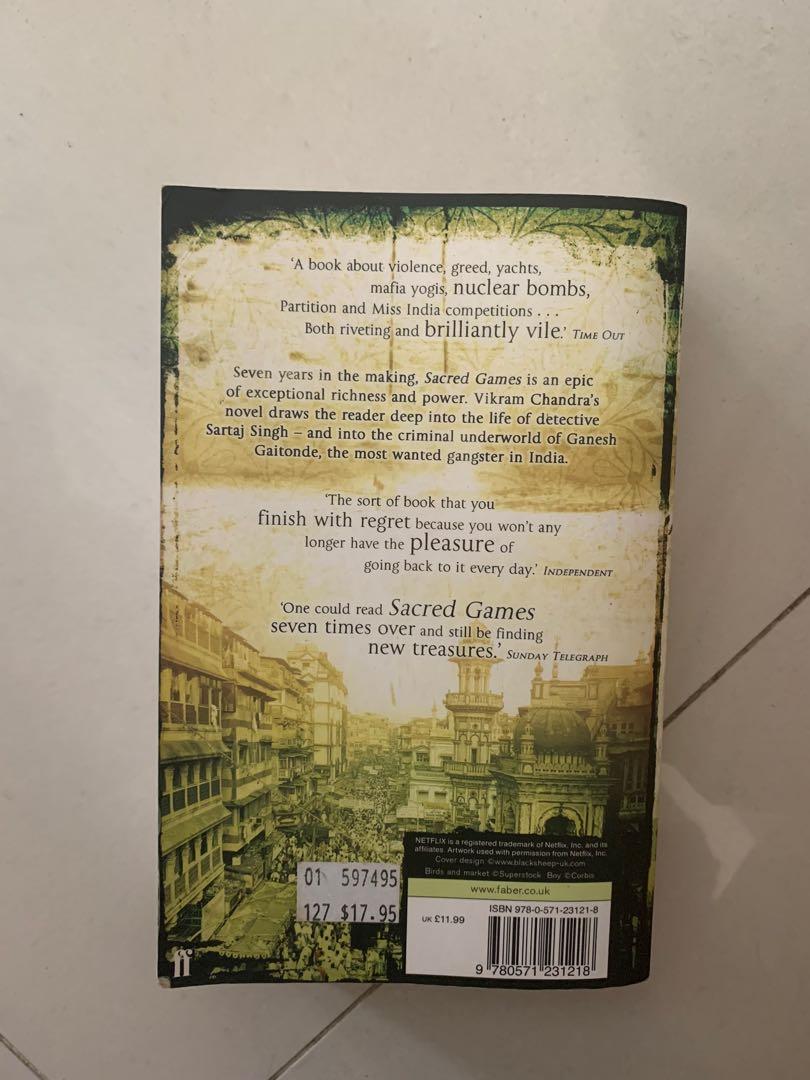 ‘A book about violence, greed, yachts,
mafia yogis, nuclear bombs,
Partition and Miss India competitions . . .
Both riveting and brilliantly vile.’ TIME OUT
Seven years in the making, Sacred Games is an epic
of exceptional richness and power. Vikram Chandra’s
novel draws the reader deep into the life of detective
Sartaj Singh – and into the criminal underworld of Ganesh
Gaitonde, the most wanted gangster in India.
‘The sort of book that you
finish with regret because you won’t any
longer have the pleasure of
going back to it every day.’ INDEPENDENT
‘One could read Sacred Games
seven times over and still be finding
new treasures.’ SUNDAY TELEGRAPH
NETFLIX is a registered trademark of Netflix, Inc. and its
affiliates. Artwork used with permission from Netflix, Inc.
Cover design ©www.blacksheep-uk.com
Birds and market ©Superstock Boy ©Corbis
www.faber.co.uk
01 597495
127 $17.95
UK £11.99
ISBN 978-0-571-23121-8
9 780571 231218
ff